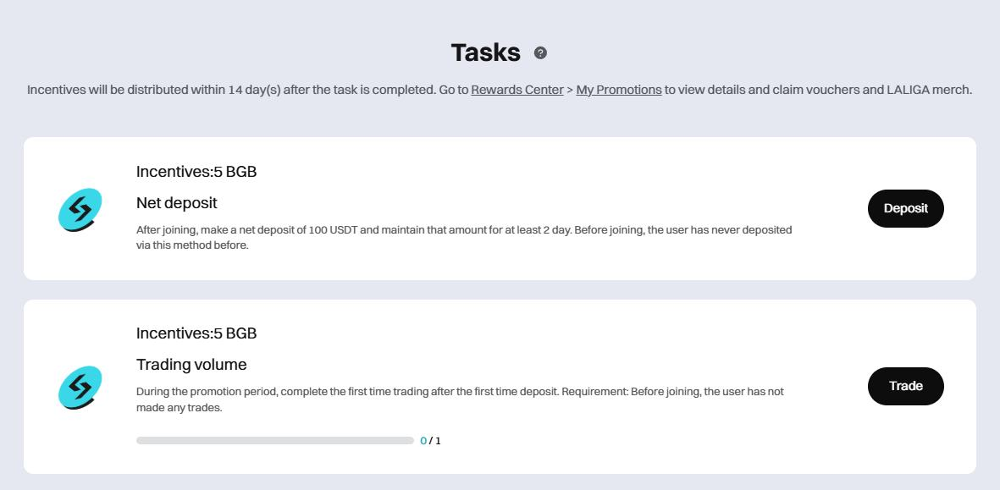 Tasks
Incentives will be distributed within 14 day(s) after the task is completed. Go to Rewards Center > My Promotions to view details and claim vouchers and LALIGA merch.
Incentives:5 BGB
Net deposit
After joining, make a net deposit of 100 USDT and maintain that amount for at least 2 day. Before joining, the user has never deposited
via this method before.
Deposit
Incentives:5 BGB
Trading volume
During the promotion period, complete the first time trading after the first time deposit. Requirement: Before joining, the user has not
made any trades.
0 / 1
Trade